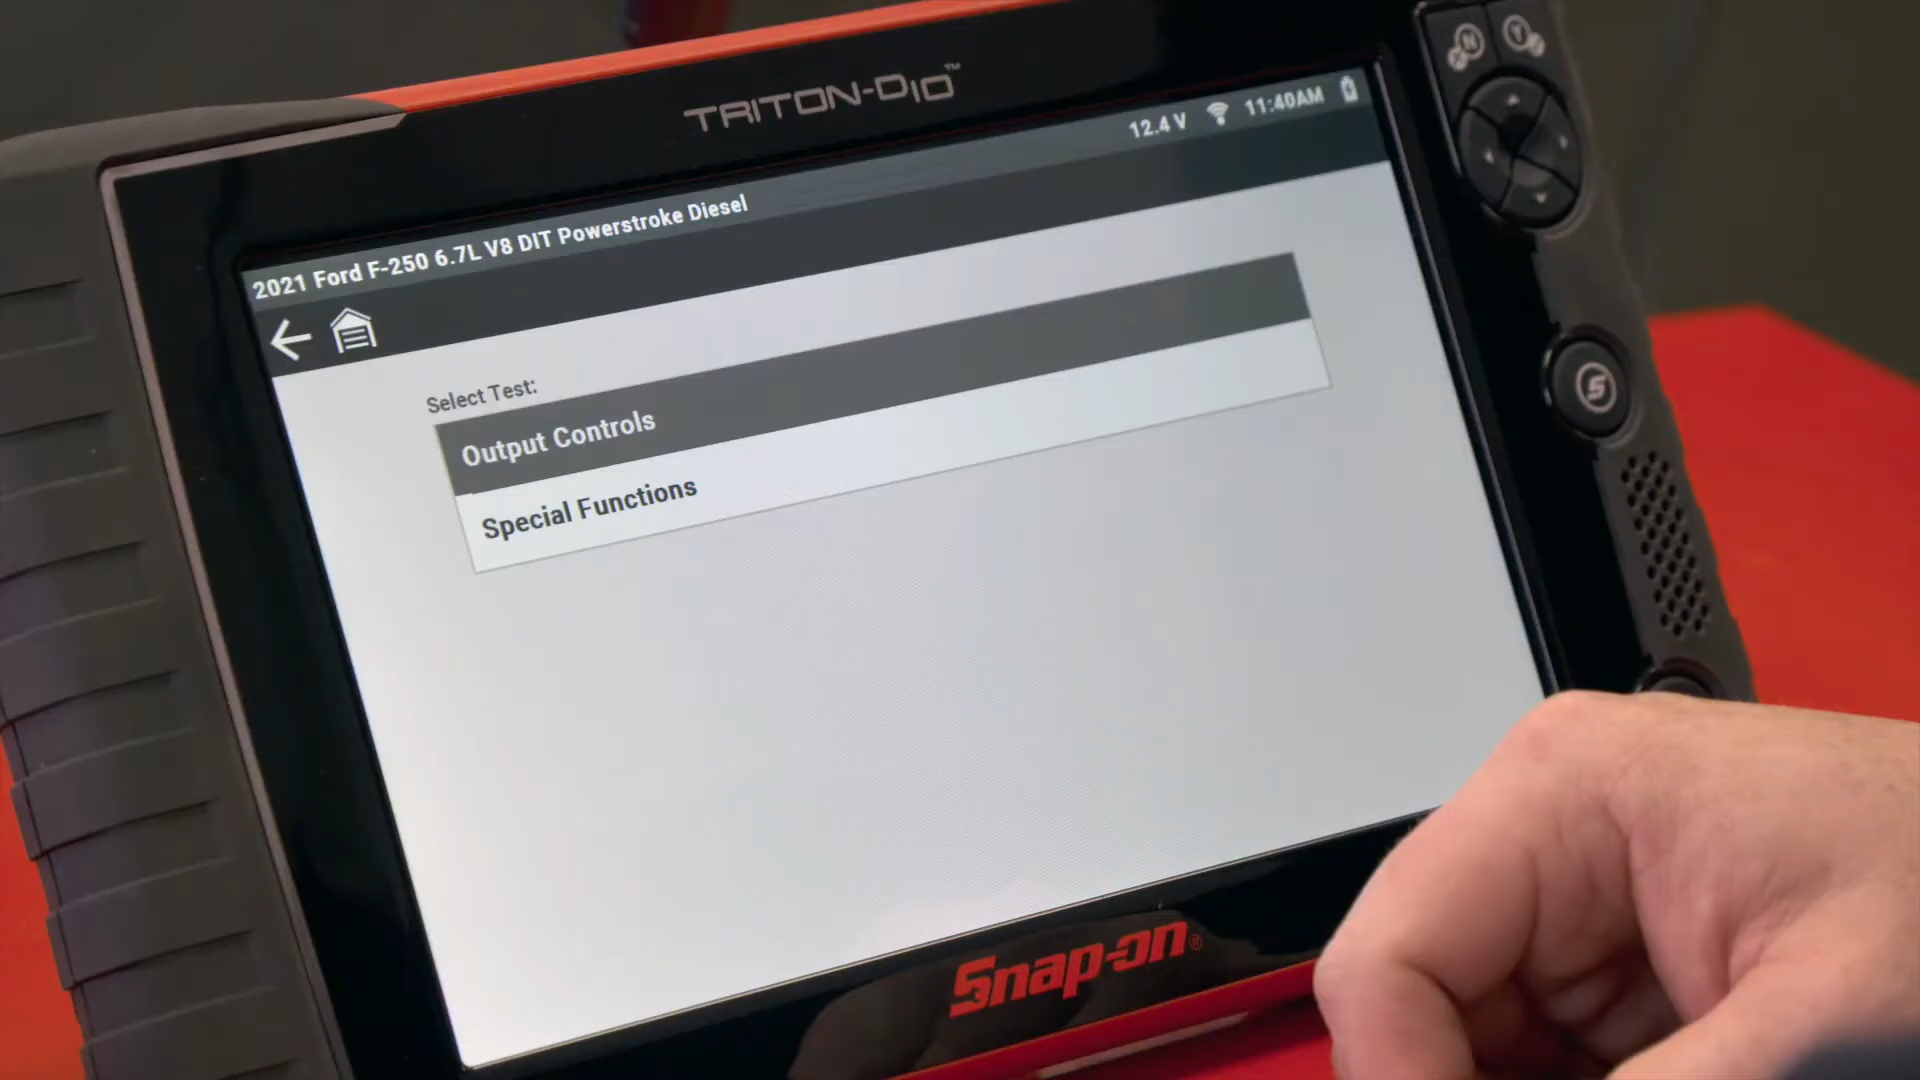 TRITON-D10™
12.4 V 11:40AM
2021 Ford F-250 6.7L V8 DIT Powerstroke Diesel
Select Test:
Output Controls
Special Functions
Snap-on®
N
Y
S